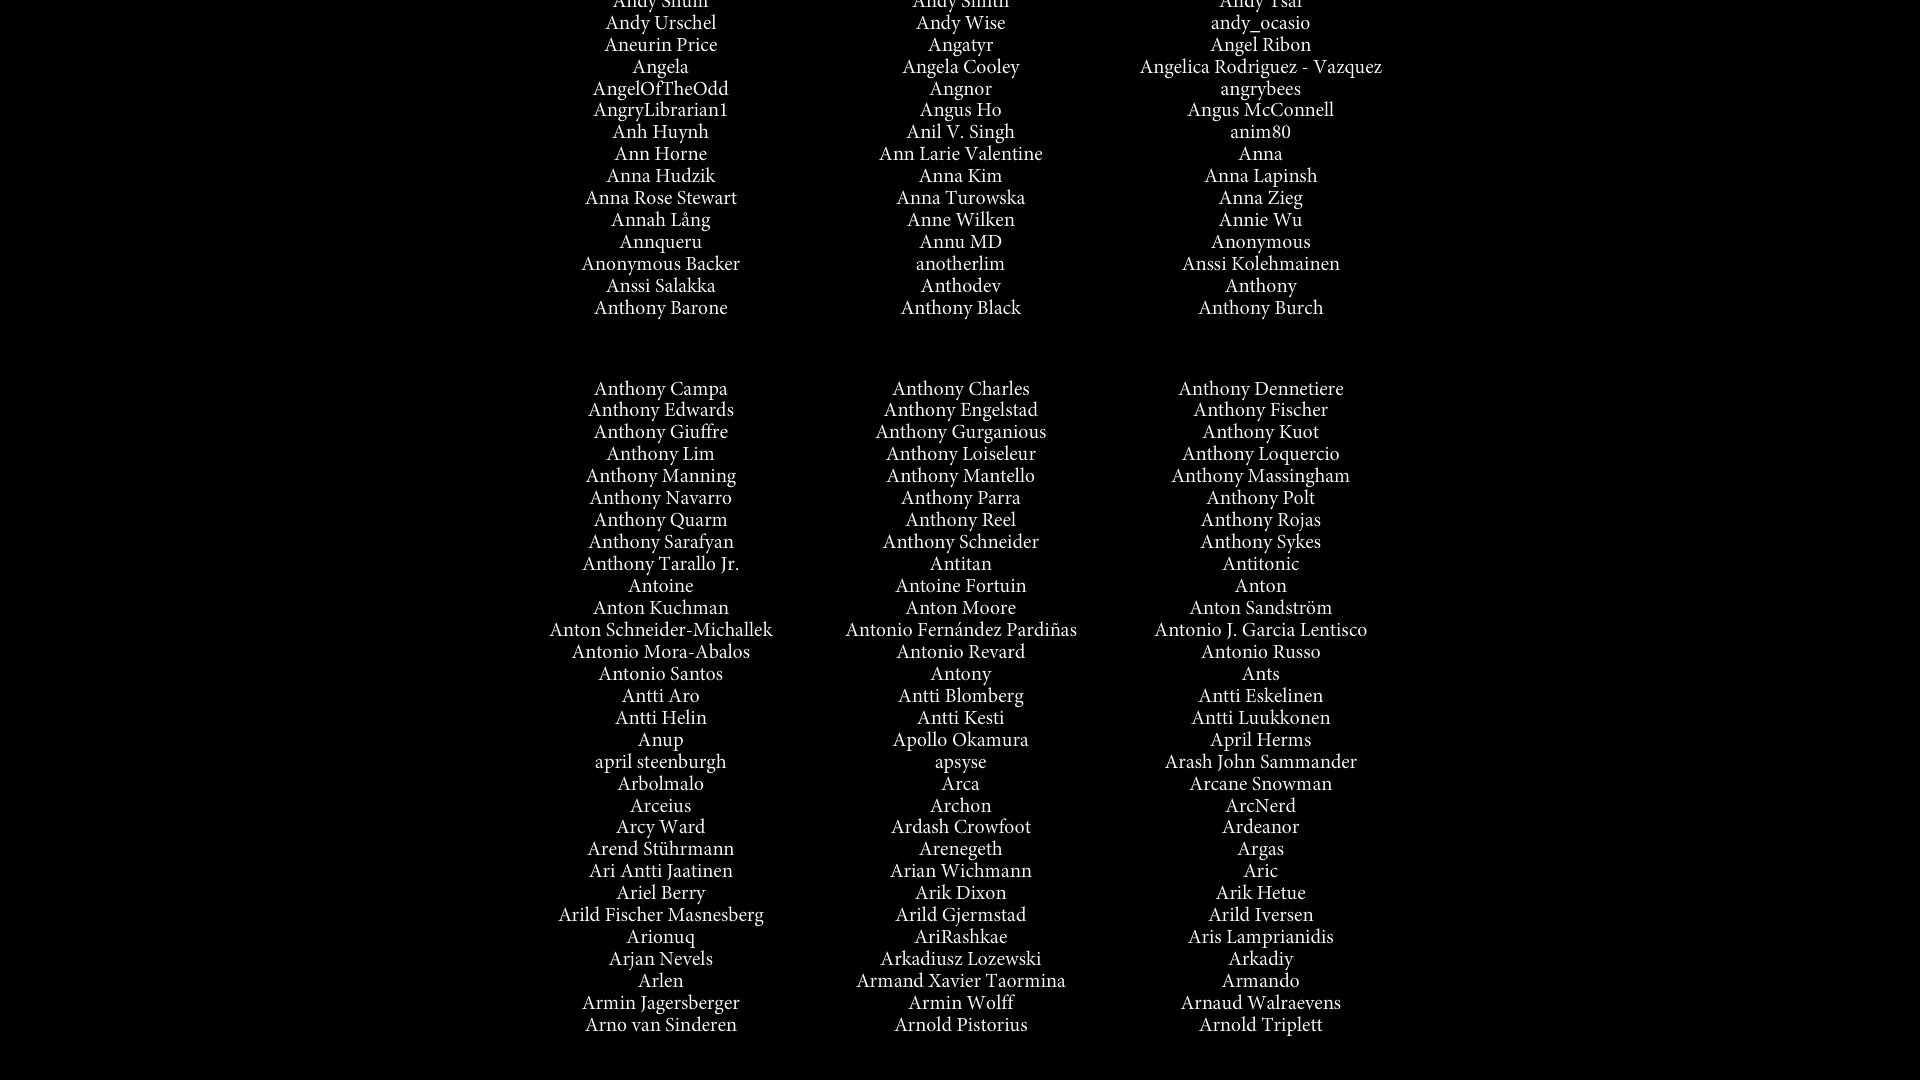 Andy Shum Andy Smith Andy Tsai
Andy Urschel Andy Wise andy_ocasio
Aneurin Price Angatyr Angel Ribon
Angela Angela Cooley Angelica Rodriguez - Vazquez
AngelOfTheOdd Angnor angrybees
AngryLibrarian1 Angus Ho Angus McConnell
Anh Huynh Anil V. Singh anim80
Ann Horne Ann Larie Valentine Anna
Anna Hudzik Anna Kim Anna Lapinsh
Anna Rose Stewart Anna Turowska Anna Zieg
Annah Lång Anne Wilken Annie Wu
Annqueru Annu MD Anonymous
Anonymous Backer anotherlim Anssi Kolehmainen
Anssi Salakka Anthodev Anthony
Anthony Barone Anthony Black Anthony Burch
Anthony Campa Anthony Charles Anthony Dennetiere
Anthony Edwards Anthony Engelstad Anthony Fischer
Anthony Giuffre Anthony Gurganious Anthony Kuot
Anthony Lim Anthony Loiseleur Anthony Loquercio
Anthony Manning Anthony Mantello Anthony Massingham
Anthony Navarro Anthony Parra Anthony Polt
Anthony Quarm Anthony Reel Anthony Rojas
Anthony Sarafyan Anthony Schneider Anthony Sykes
Anthony Tarallo Jr. Antitan Antitonic
Antoine Antoine Fortuin Anton
Anton Kuchman Anton Moore Anton Sandström
Anton Schneider-Michallek Antonio Fernández Pardiñas Antonio J. Garcia Lentisco
Antonio Mora-Abalos Antonio Revard Antonio Russo
Antonio Santos Antony Ants
Antti Aro Antti Blomberg Antti Eskelinen
Antti Helin Antti Kesti Antti Luukkonen
Anup Apollo Okamura April Herms
april steenburgh apsyse Arash John Sammander
Arbolmalo Arca Arcane Snowman
Arceius Archon ArcNerd
Arcy Ward Ardash Crowfoot Ardeanor
Arend Stührmann Arenegeth Argas
Ari Antti Jaatinen Arian Wichmann Aric
Ariel Berry Arik Dixon Arik Hetue
Arild Fischer Masnesberg Arild Gjermstad Arild Iversen
Arionuq AriRashkae Aris Lamprianidis
Arjan Nevels Arkadiusz Lozewski Arkadiy
Arlen Armand Xavier Taormina Armando
Armin Jagersberger Armin Wolff Arnaud Walraevens
Arno van Sinderen Arnold Pistorius Arnold Triplett